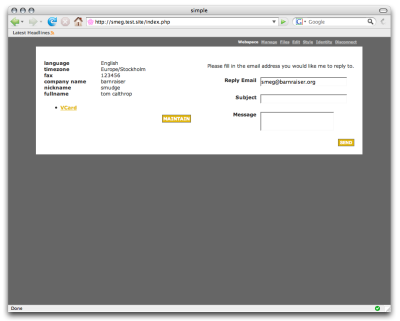 simple
http://smeg.test.site/index.php
Google
Latest Headlines
Webspace Manage Files Edit Style Identity Disconnect
language English
timezone Europe/Stockholm
fax 123456
company name barnraiser
nickname smudge
fullname tom calthrop
VCard
MAINTAIN
Please fill in the email address you would like me to reply to.
Reply Email smeg@barnraiser.org
Subject
Message
SEND
Done